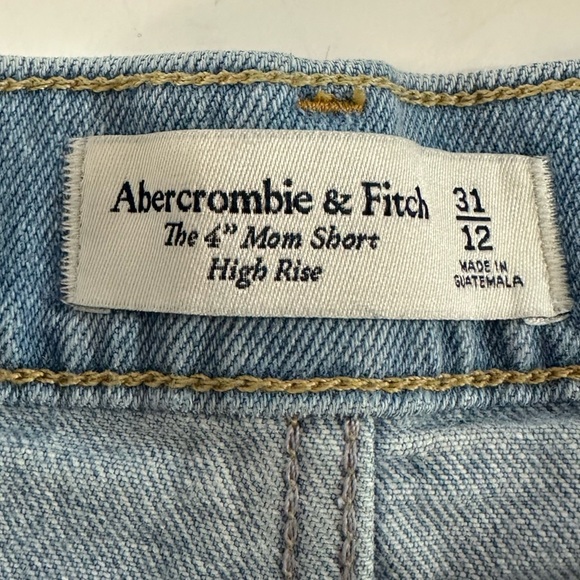 Abercrombie & Fitch
The 4" Mom Short
High Rise
31
12
MADE IN
GUATEMALA